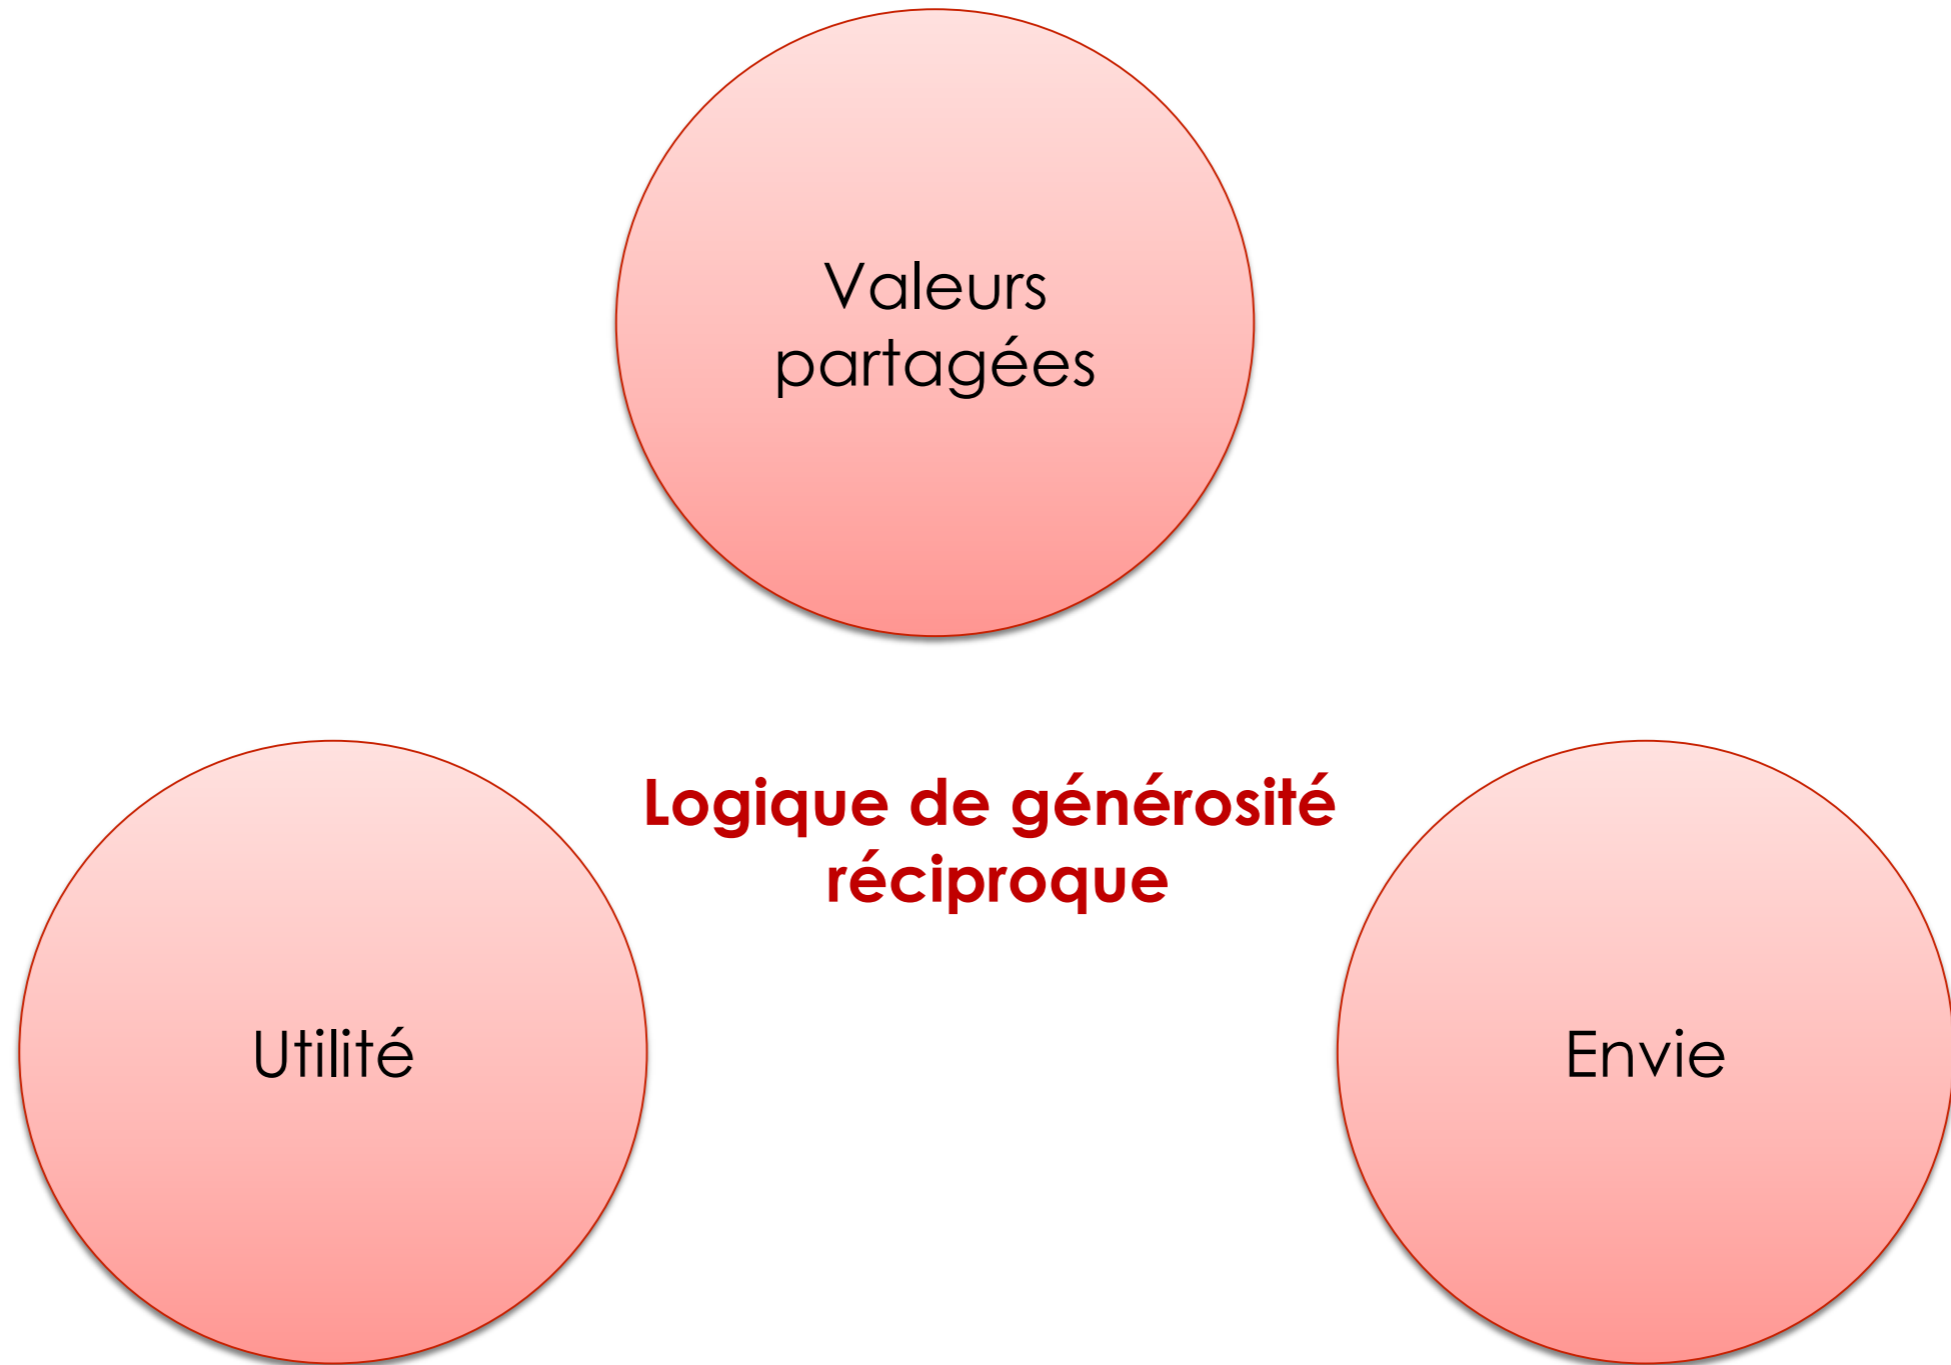 Valeurs
partagées
Logique de générosité
réciproque
Utilité
Envie